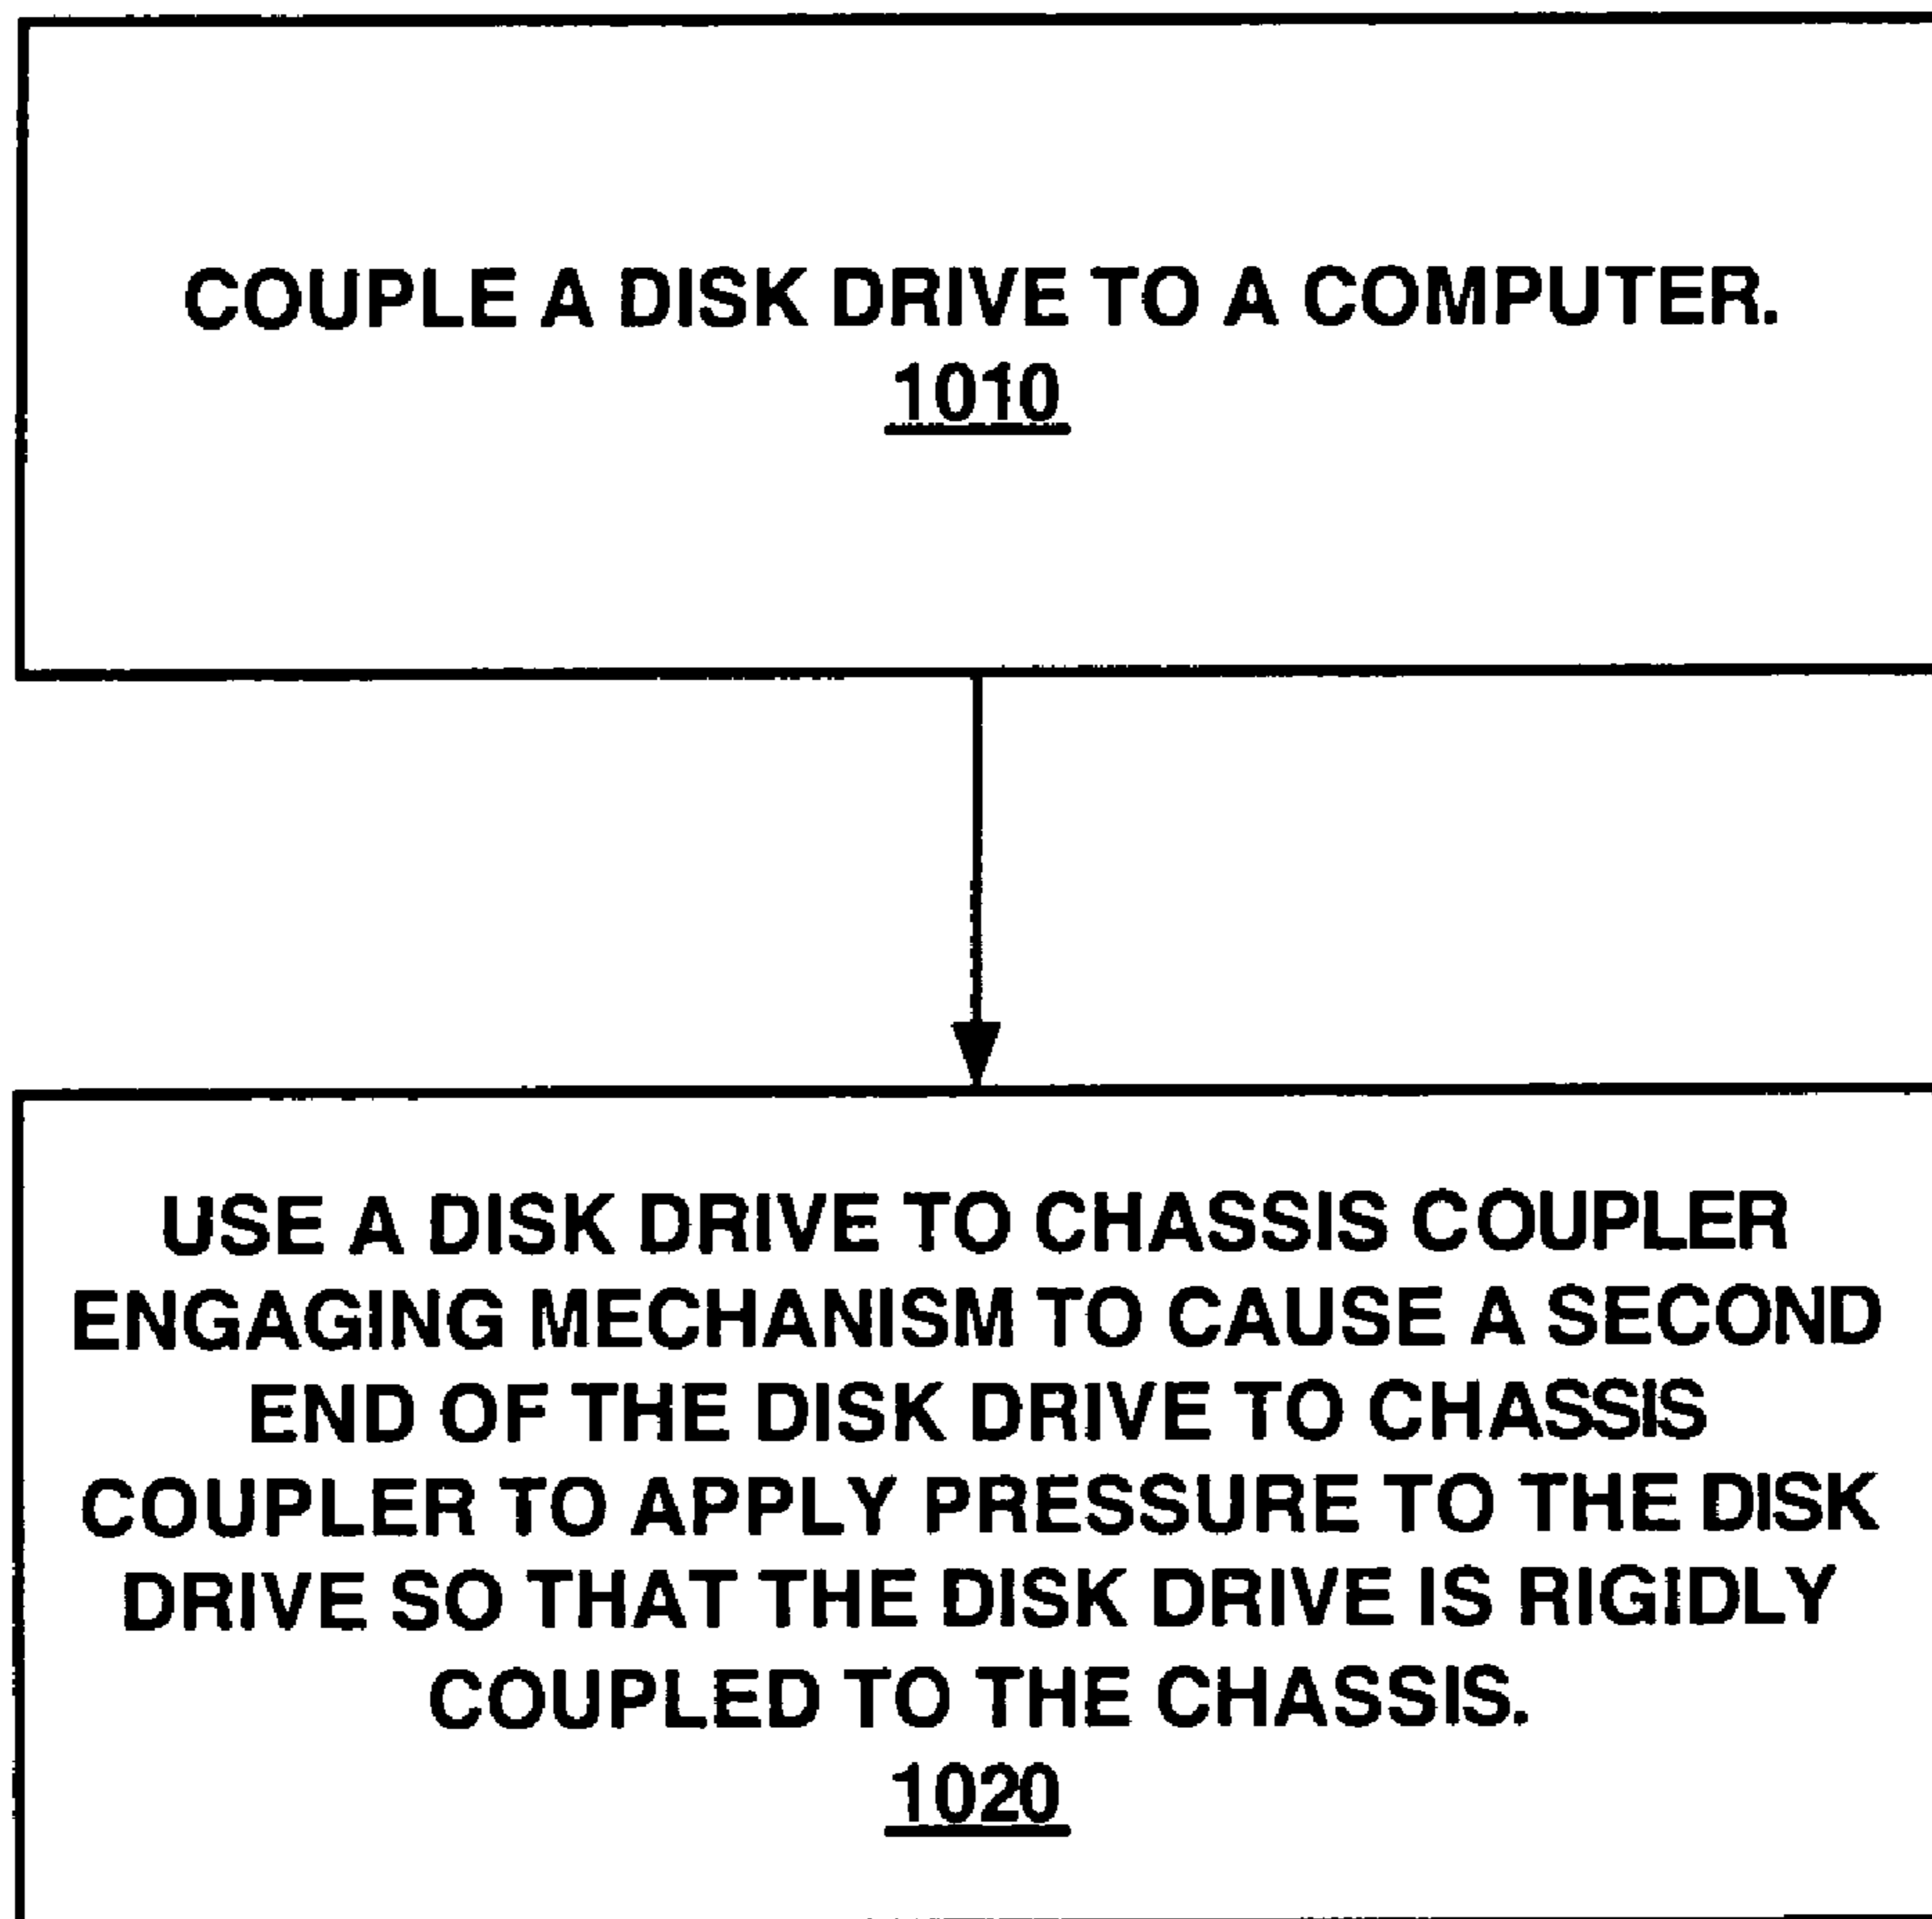 COUPLE A DISK DRIVE TO A COMPUTER.
1010
USE A DISK DRIVE TO CHASSIS COUPLER
ENGAGING MECHANISM TO CAUSE A SECOND
END OF THE DISK DRIVE TO CHASSIS
COUPLER TO APPLY PRESSURE TO THE DISK
DRIVE SO THAT THE DISK DRIVE IS RIGIDLY
COUPLED TO THE CHASSIS.
1020